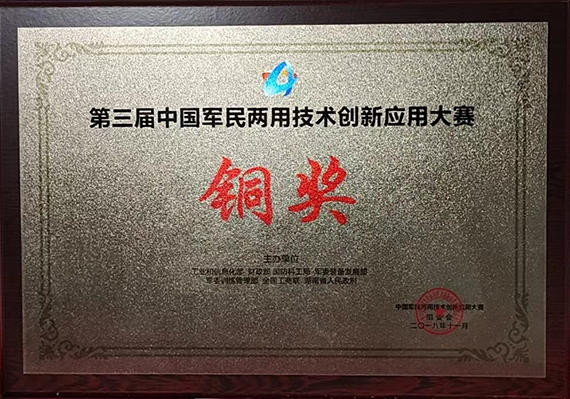 第三届中国军民两用技术创新应用大赛
铜奖
主办单位
工业和信息化部 财政部 国防科工局 军委装备发展部
军委训练管理部 全国工商联 湖南省人民政府
中国军民两用技术创新应用大赛
组委会
二〇一八年十一月